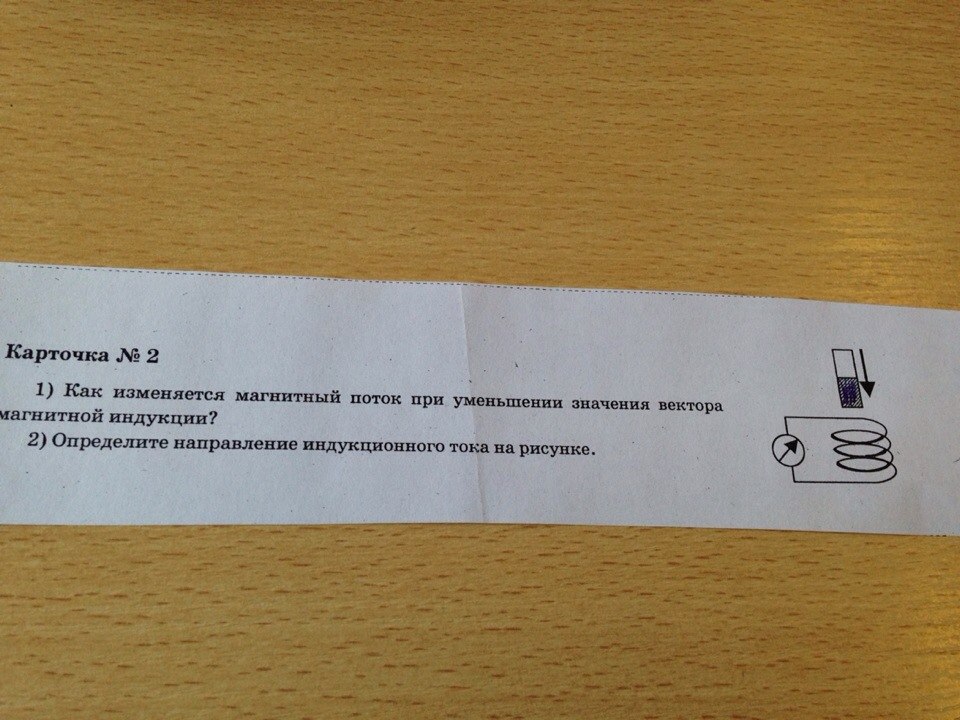 Карточка № 2
1) Как изменяется магнитный поток при уменьшении значения вектора
магнитной индукции?
2) Определите направление индукционного тока на рисунке.